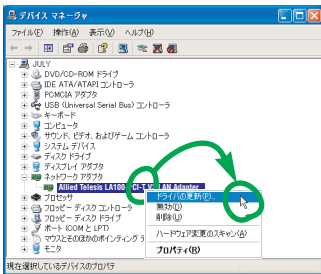 デバイス マネージャ
ファイル(F) 操作(A) 表示(V) ヘルプ(H)
JULY
DVD/CD-ROM ドライブ
IDE ATA/ATAPI コントローラ
PCMCIA アダプタ
USB (Universal Serial Bus) コントローラ
キーボード
コンピュータ
サウンド、ビデオ、およびゲーム コントローラ
システム デバイス
ディスク ドライブ
ディスプレイ アダプタ
ネットワーク アダプタ
Allied Telesis LA100-PCI-T LAN Adapter
ドライバの更新(P)...
プロセッサ
無効(D)
フロッピー ディスク コントローラ
削除(U)
フロッピー ディスク ドライブ
ポート (COM と LPT)
ハードウェア変更のスキャン(A)
マウスとそのほかのポインティング
モニタ
プロパティ(R)
現在選択しているデバイスのプロパテ